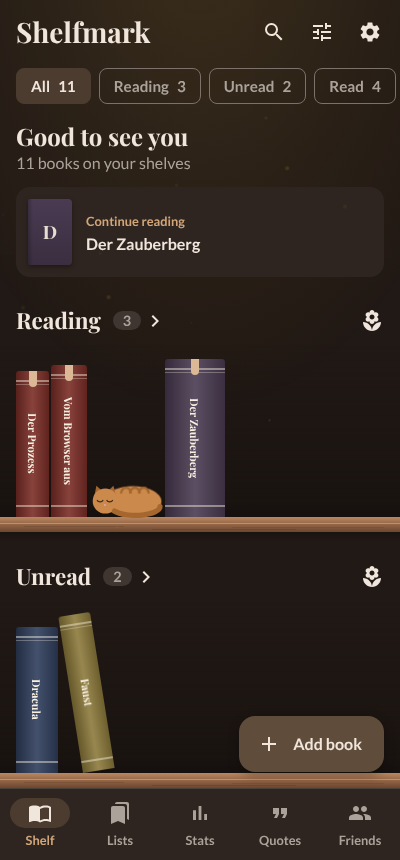 Shelfmark
All 11
Reading 3
Unread 2
Read 4
Good to see you
11 books on your shelves
D
Continue reading
Der Zauberberg
Reading 3
Der Prozess
Vom Browser aus
Der Zauberberg
Unread 2
Dracula
Faust
Add book
Shelf
Lists
Stats
Quotes
Friends